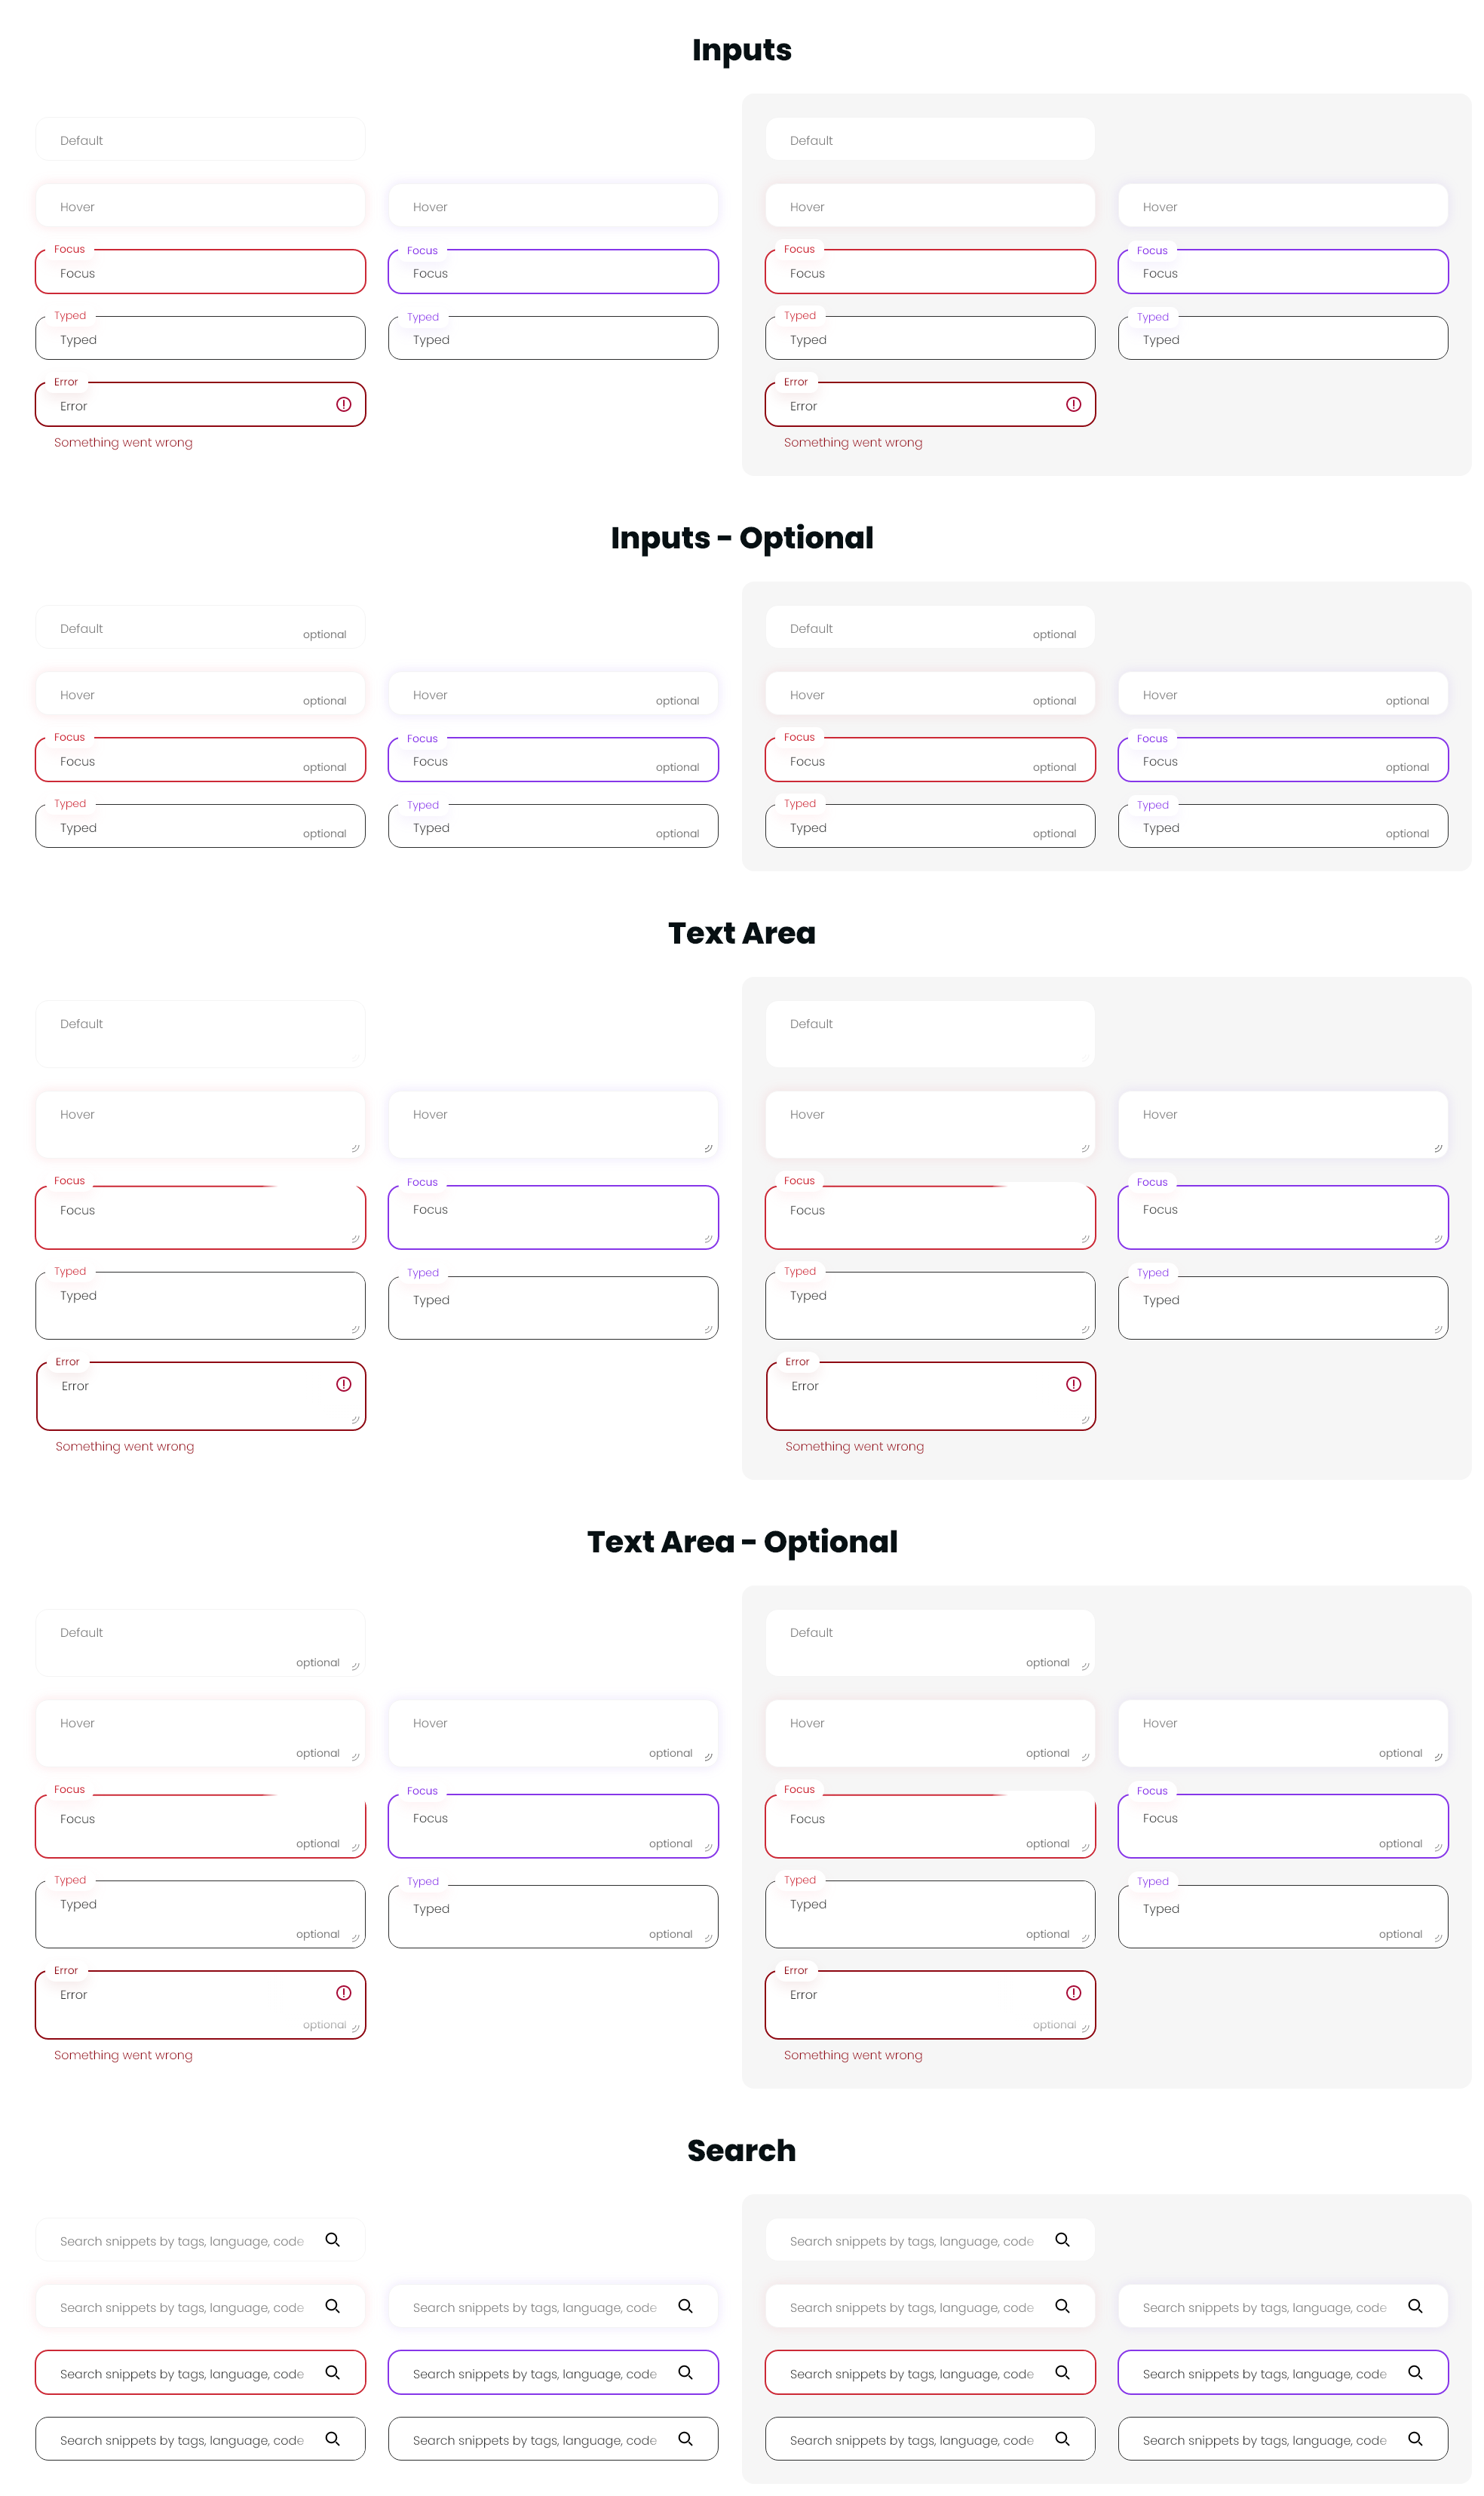 Inputs
Default
Default
Hover
Hover
Hover
Hover
Focus
Focus
Focus
Focus
Focus
Focus
Focus
Focus
Typed
Typed
Typed
Typed
Typed
Typed
Typed
Typed
Error
Error
Error
Error
Something went wrong
Something went wrong
Inputs - Optional
Default optional
Default optional
Hover optional
Hover optional
Hover optional
Hover optional
Focus
Focus
Focus
Focus
Focus optional
Focus optional
Focus optional
Focus optional
Typed
Typed
Typed
Typed
Typed optional
Typed optional
Typed optional
Typed optional
Text Area
Default
Default
Hover
Hover
Hover
Hover
Focus
Focus
Focus
Focus
Focus
Focus
Focus
Focus
Typed
Typed
Typed
Typed
Typed
Typed
Typed
Typed
Error
Error
Error
Error
Something went wrong
Something went wrong
Text Area - Optional
Default
Default
optional
optional
Hover
Hover
Hover
Hover
optional
optional
optional
optional
Focus
Focus
Focus
Focus
Focus
Focus
Focus
Focus
optional
optional
optional
optional
Typed
Typed
Typed
Typed
Typed
Typed
Typed
Typed
optional
optional
optional
optional
Error
Error
Error
Error
optional
optional
Something went wrong
Something went wrong
Search
Search snippets by tags, language, code
Search snippets by tags, language, code
Search snippets by tags, language, code
Search snippets by tags, language, code
Search snippets by tags, language, code
Search snippets by tags, language, code
Search snippets by tags, language, code
Search snippets by tags, language, code
Search snippets by tags, language, code
Search snippets by tags, language, code
Search snippets by tags, language, code
Search snippets by tags, language, code
Search snippets by tags, language, code
Search snippets by tags, language, code